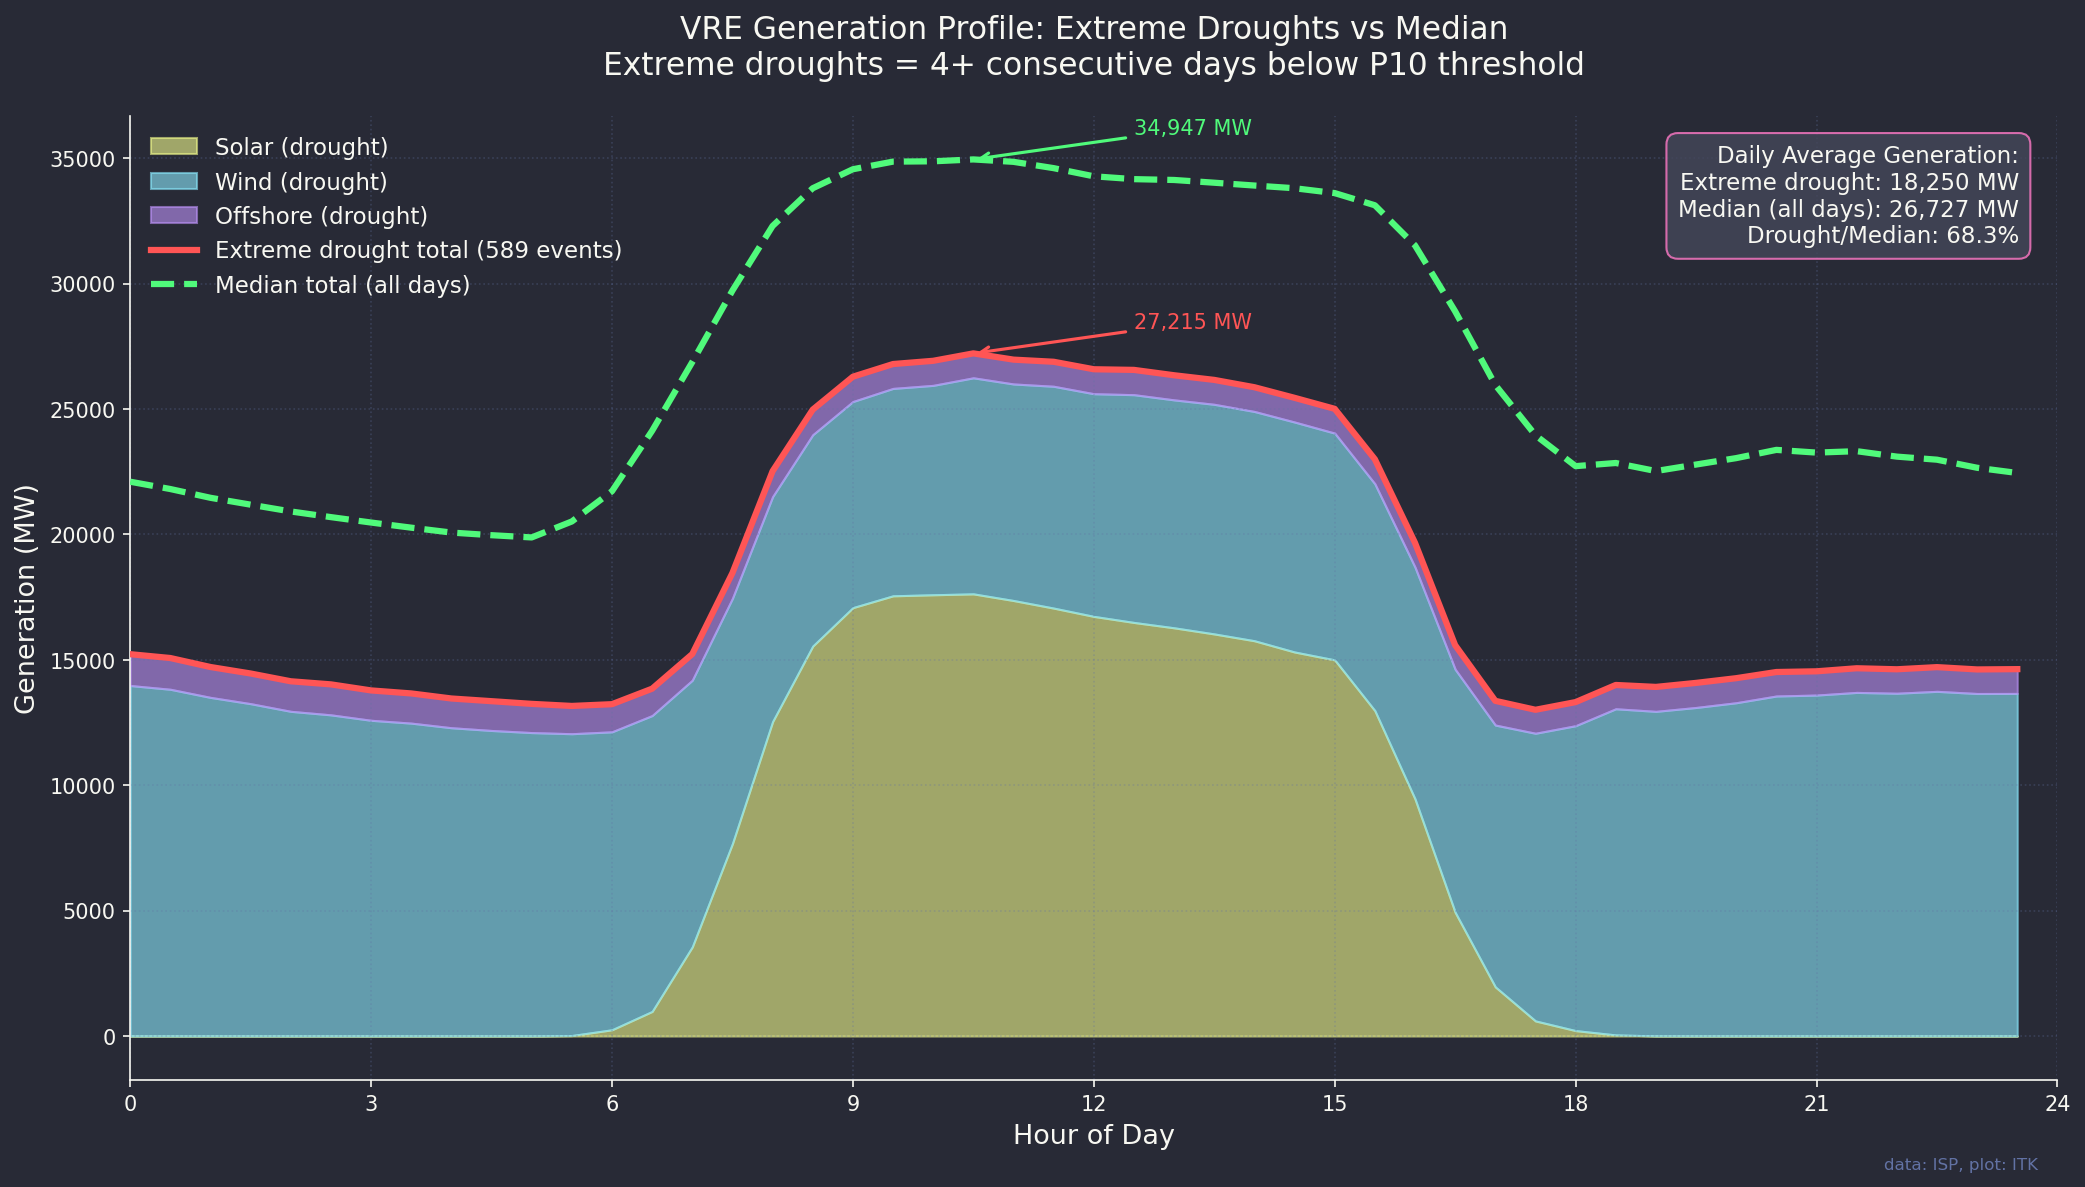 VRE Generation Profile: Extreme Droughts vs Median
Extreme droughts = 4+ consecutive days below P10 threshold
Solar (drought)
Wind (drought)
Offshore (drought)
Extreme drought total (589 events)
Median total (all days)
34,947 MW
27,215 MW
Daily Average Generation:
Extreme drought: 18,250 MW
Median (all days): 26,727 MW
Drought/Median: 68.3%
Generation (MW)
35000
30000
25000
20000
15000
10000
5000
0
0 3 6 9 12 15 18 21 24
Hour of Day
data: ISP, plot: ITK